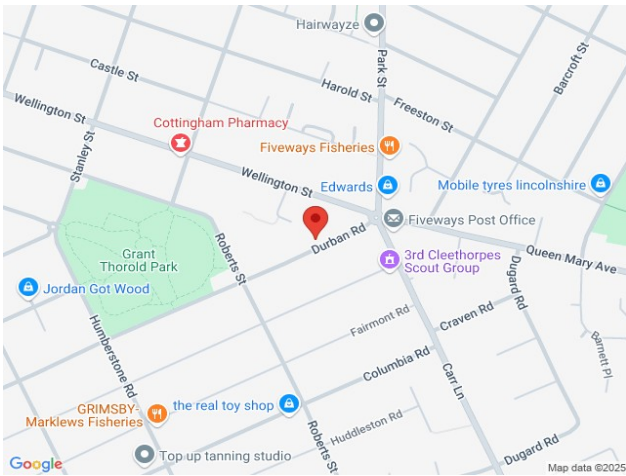 Hairwayze
Castle St
Park St
Barcroft St
Harold St
Freeston St
Wellington St
Cottingham Pharmacy
Stanley St
Fiveways Fisheries
Wellington St
Edwards
Mobile tyres lincolnshire
Fiveways Post Office
Durban Rd
Grant
Thorold Park
Roberts St
3rd Cleethorpes
Scout Group
Queen Mary Ave
Dugard Rd
Jordan Got Wood
Humberstone Rd
Fairmont Rd
Craven Rd
Barnett Pl
Columbia Rd
Carr Ln
GRIMSBY-
Marklews Fisheries
the real toy shop
Huddleston Rd
Roberts St
Top up tanning studio
Dugard Rd
Google
Map data ©2025